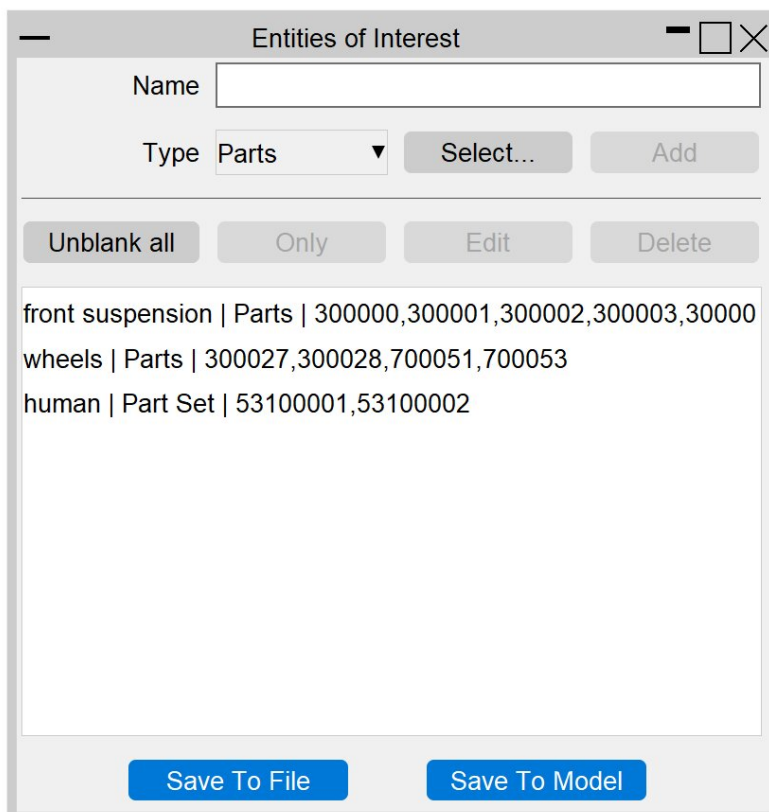 Entities of Interest
Name
Type Parts Select... Add
Unblank all Only Edit Delete
front suspension | Parts | 300000,300001,300002,300003,30000
wheels | Parts | 300027,300028,700051,700053
human | Part Set | 53100001,53100002
Save To File Save To Model